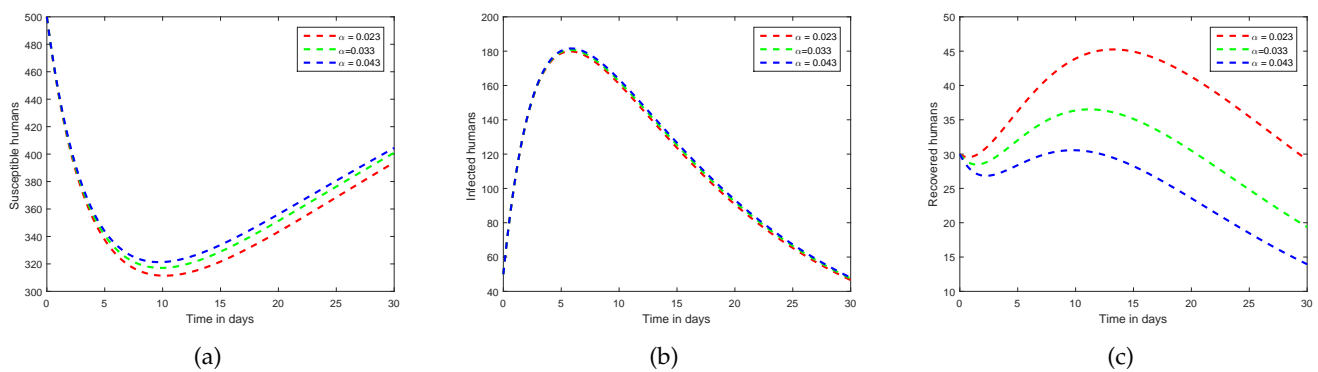 Susceptible humans
500
480
460
440
420
400
380
360
340
320
300
0 5 10 15 20 25 30
Time in days
α = 0.023
α=0.033
α = 0.043
(a)
Infected humans
200
180
160
140
120
100
80
60
40
0 5 10 15 20 25 30
Time in days
α = 0.023
α=0.033
α = 0.043
(b)
Recovered humans
50
45
40
35
30
25
20
15
10
0 5 10 15 20 25 30
Time in days
α = 0.023
α=0.033
α = 0.043
(c)